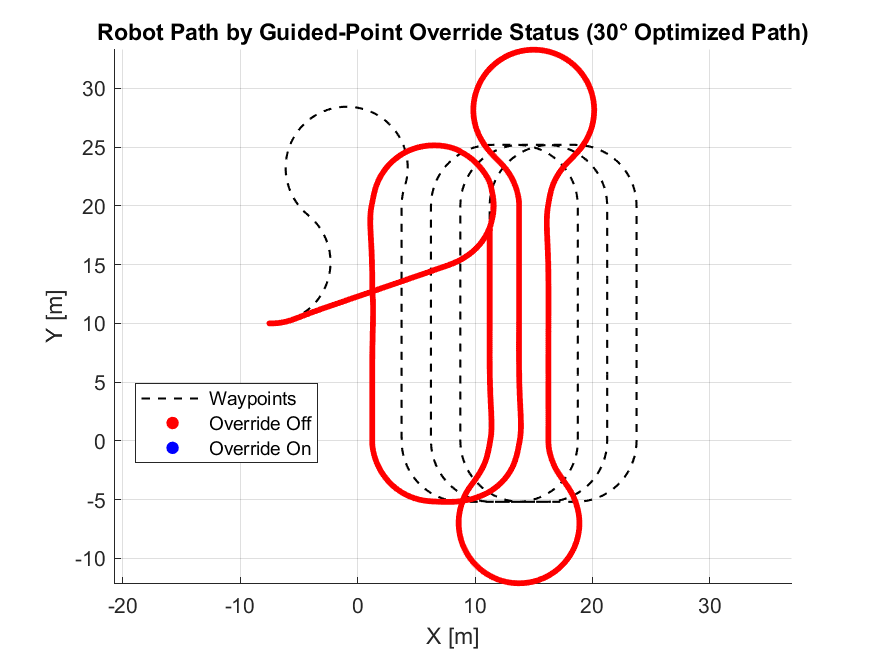 Robot Path by Guided-Point Override Status (30° Optimized Path)
30
25
20
15
10
5
0
-5
-10
Y [m]
Waypoints
Override Off
Override On
-20 -10 0 10 20 30
X [m]